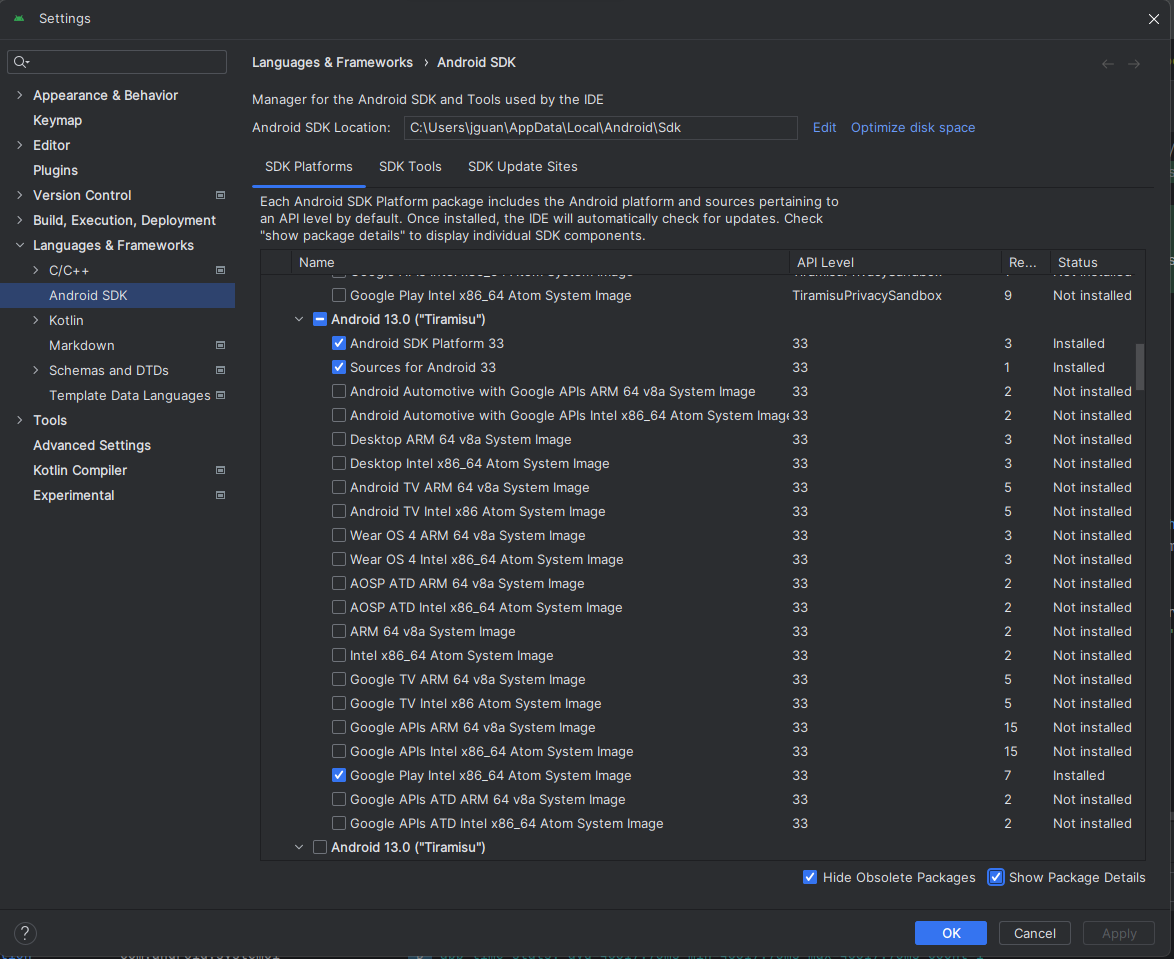 Settings
Languages & Frameworks › Android SDK
Appearance & Behavior
Keymap
Editor
Plugins
Version Control
Build, Execution, Deployment
Languages & Frameworks
C/C++
Android SDK
Kotlin
Markdown
Schemas and DTDs
Template Data Languages
Tools
Advanced Settings
Kotlin Compiler
Experimental
Manager for the Android SDK and Tools used by the IDE
Android SDK Location: C:\Users\jguan\AppData\Local\Android\Sdk Edit Optimize disk space
SDK Platforms SDK Tools SDK Update Sites
Each Android SDK Platform package includes the Android platform and sources pertaining to
an API level by default. Once installed, the IDE will automatically check for updates. Check
"show package details" to display individual SDK components.
Name API Level Re... Status
Google Play Intel x86_64 Atom System Image TiramisuPrivacySandbox 9 Not installed
Android 13.0 ("Tiramisu")
Android SDK Platform 33 33 3 Installed
Sources for Android 33 33 1 Installed
Android Automotive with Google APIs ARM 64 v8a System Image 33 2 Not installed
Android Automotive with Google APIs Intel x86_64 Atom System Image 33 2 Not installed
Desktop ARM 64 v8a System Image 33 3 Not installed
Desktop Intel x86_64 Atom System Image 33 3 Not installed
Android TV ARM 64 v8a System Image 33 5 Not installed
Android TV Intel x86 Atom System Image 33 5 Not installed
Wear OS 4 ARM 64 v8a System Image 33 3 Not installed
Wear OS 4 Intel x86_64 Atom System Image 33 3 Not installed
AOSP ATD ARM 64 v8a System Image 33 2 Not installed
AOSP ATD Intel x86_64 Atom System Image 33 2 Not installed
ARM 64 v8a System Image 33 2 Not installed
Intel x86_64 Atom System Image 33 2 Not installed
Google TV ARM 64 v8a System Image 33 5 Not installed
Google TV Intel x86 Atom System Image 33 5 Not installed
Google APIs ARM 64 v8a System Image 33 15 Not installed
Google APIs Intel x86_64 Atom System Image 33 15 Not installed
Google Play Intel x86_64 Atom System Image 33 7 Installed
Google APIs ATD ARM 64 v8a System Image 33 2 Not installed
Google APIs ATD Intel x86_64 Atom System Image 33 2 Not installed
Android 13.0 ("Tiramisu")
Hide Obsolete Packages Show Package Details
? OK Cancel Apply